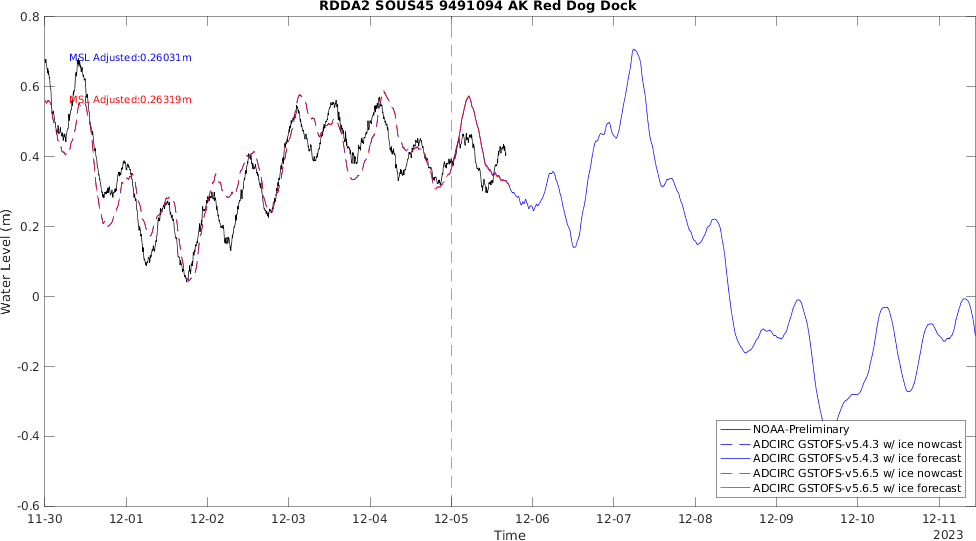 RDDA2 SOUS45 9491094 AK Red Dog Dock
0.8
0.6
0.4
0.2
0
-0.2
-0.4
-0.6
Water Level (m)
MSL Adjusted:0.26031m
MSL Adjusted:0.26319m
NOAA-Preliminary
ADCIRC GSTOFS-v5.4.3 w/ ice nowcast
ADCIRC GSTOFS-v5.4.3 w/ ice forecast
ADCIRC GSTOFS-v5.6.5 w/ ice nowcast
ADCIRC GSTOFS-v5.6.5 w/ ice forecast
11-30 12-01 12-02 12-03 12-04 12-05 12-06 12-07 12-08 12-09 12-10 12-11
Time
2023